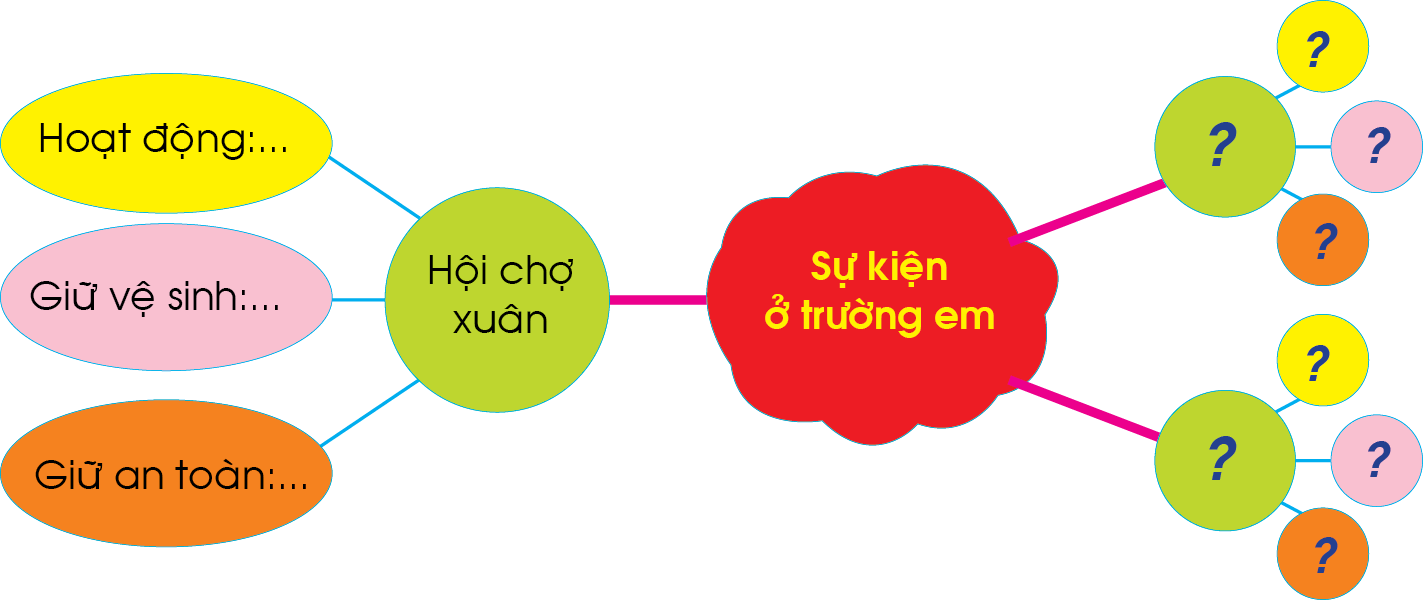 Hoạt động:...
Giữ vệ sinh:...
Giữ an toàn:...
Hội chợ
xuân
Sự kiện
ở trường em
?
?
?
?
?
?
?
?